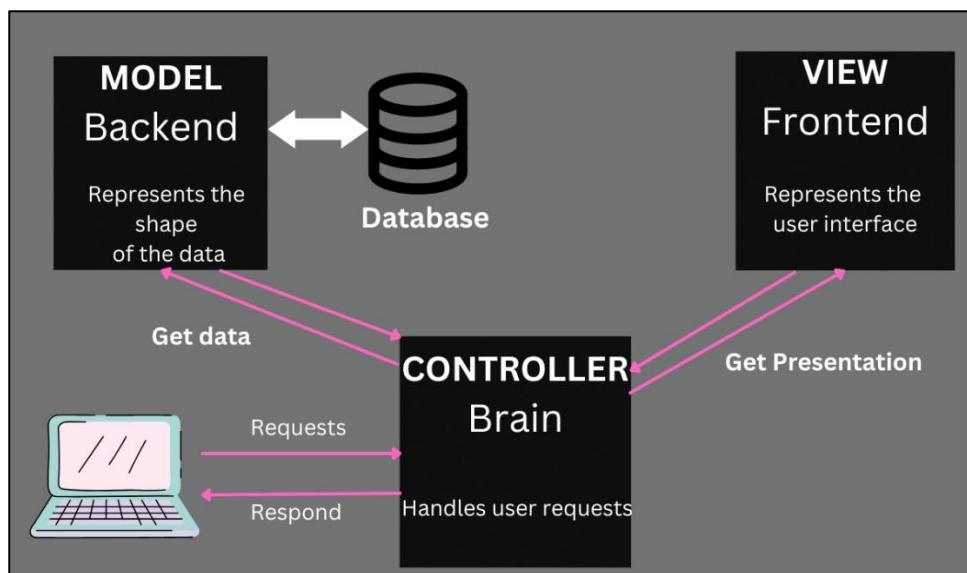 MODEL
Backend
Represents the
shape
of the data
Database
VIEW
Frontend
Represents the
user interface
Get data
Get Presentation
CONTROLLER
Brain
Handles user requests
Requests
Respond